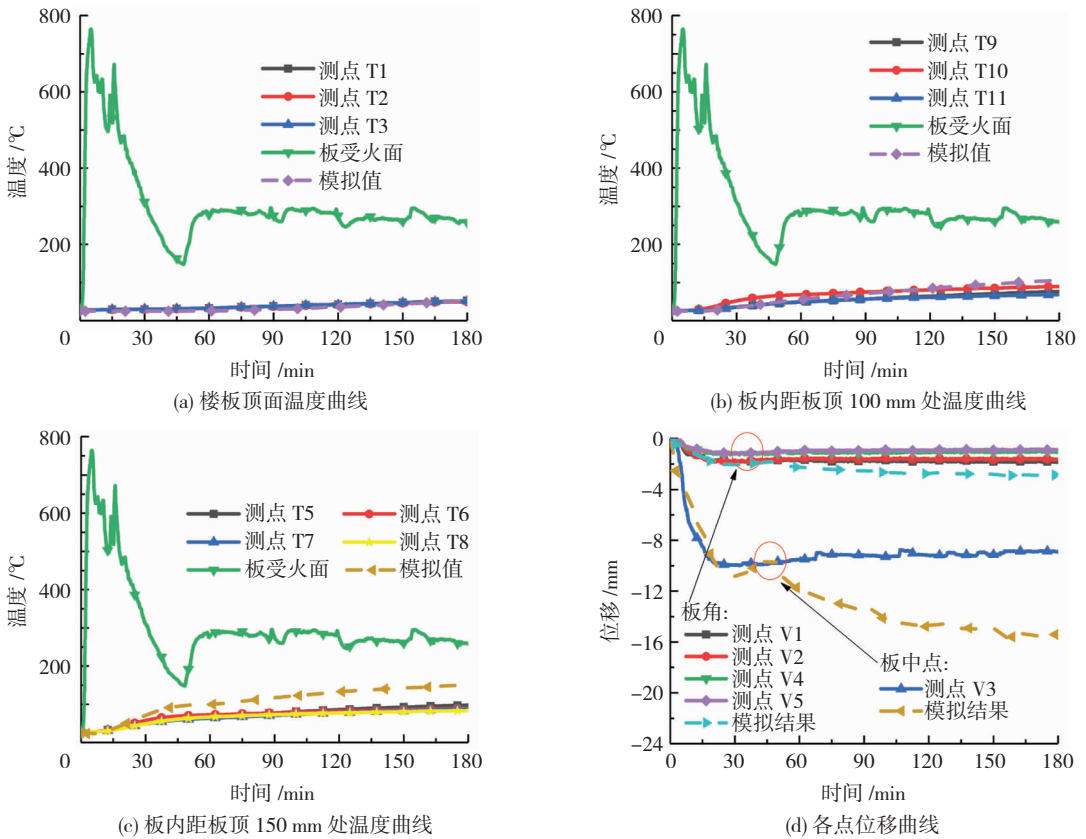 800
600
400
200
0
30
60
90
120
150
180
温度 /℃
测点 T1
测点 T2
测点 T3
板受火面
模拟值
时间 /min
(a) 楼板顶面温度曲线
800
600
400
200
0
30
60
90
120
150
180
温度 /℃
测点 T9
测点 T10
测点 T11
板受火面
模拟值
时间 /min
(b) 板内距板顶 100 mm 处温度曲线
800
600
400
200
0
30
60
90
120
150
180
温度 /℃
测点 T5 测点 T6
测点 T7 测点 T8
板受火面 模拟值
时间 /min
(c) 板内距板顶 150 mm 处温度曲线
0
-4
-8
-12
-16
-20
-24
0
30
60
90
120
150
180
位移 /mm
板角:
测点 V1
测点 V2
测点 V4
测点 V5
模拟结果
板中点:
测点 V3
模拟结果
时间 /min
(d) 各点位移曲线